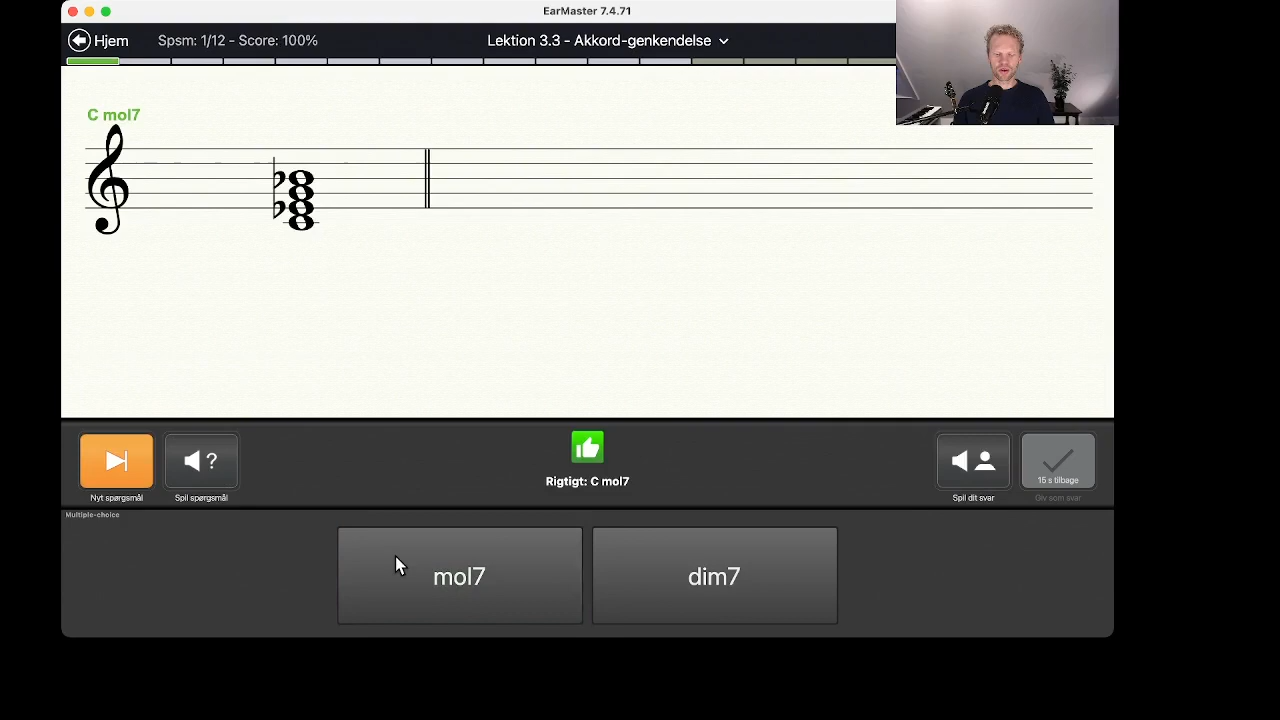 EarMaster 7.4.71
Hjem
Spsm: 1/12 - Score: 100%
Lektion 3.3 - Akkord-genkendelse
C mol7
Rigtigt: C mol7
?
Nyt spørgsmål
Spil spørgsmål
Spil dit svar
15 s tilbage
Giv som svar
Multiple-choice
mol7
dim7